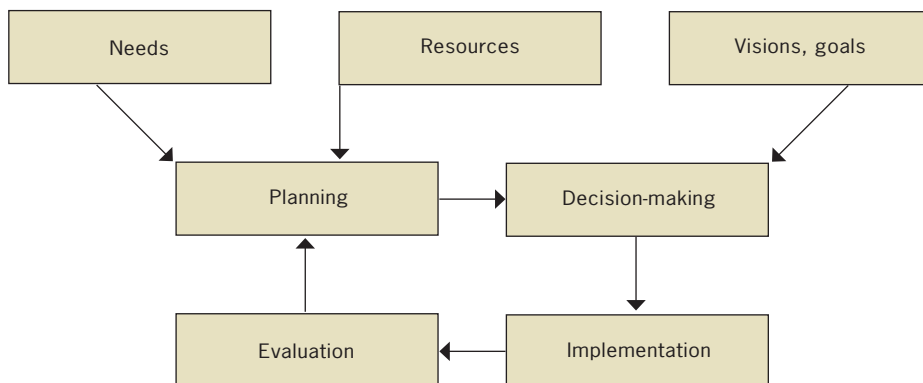 Needs
Resources
Visions, goals
Planning
Decision-making
Evaluation
Implementation